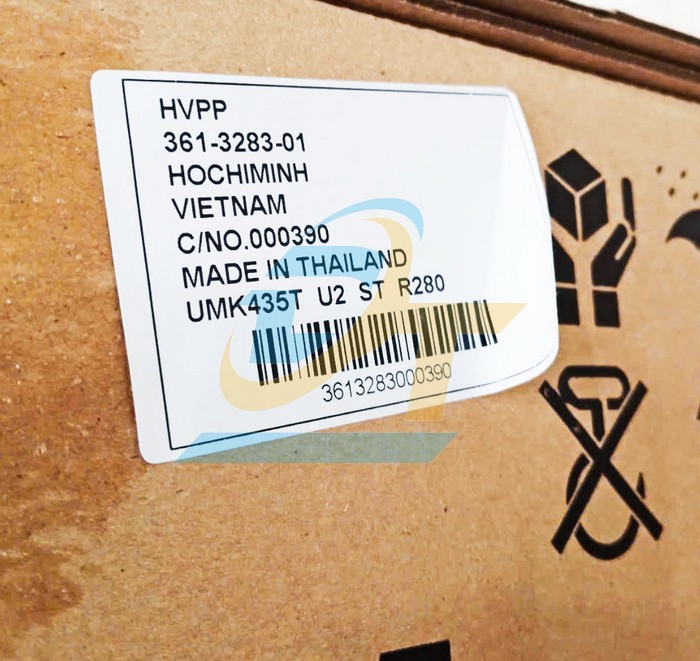 HVPP
361-3283-01
HOCHIMINH
VIETNAM
C/NO.000390
MADE IN THAILAND
UMK435T U2 ST R280
3613283000390